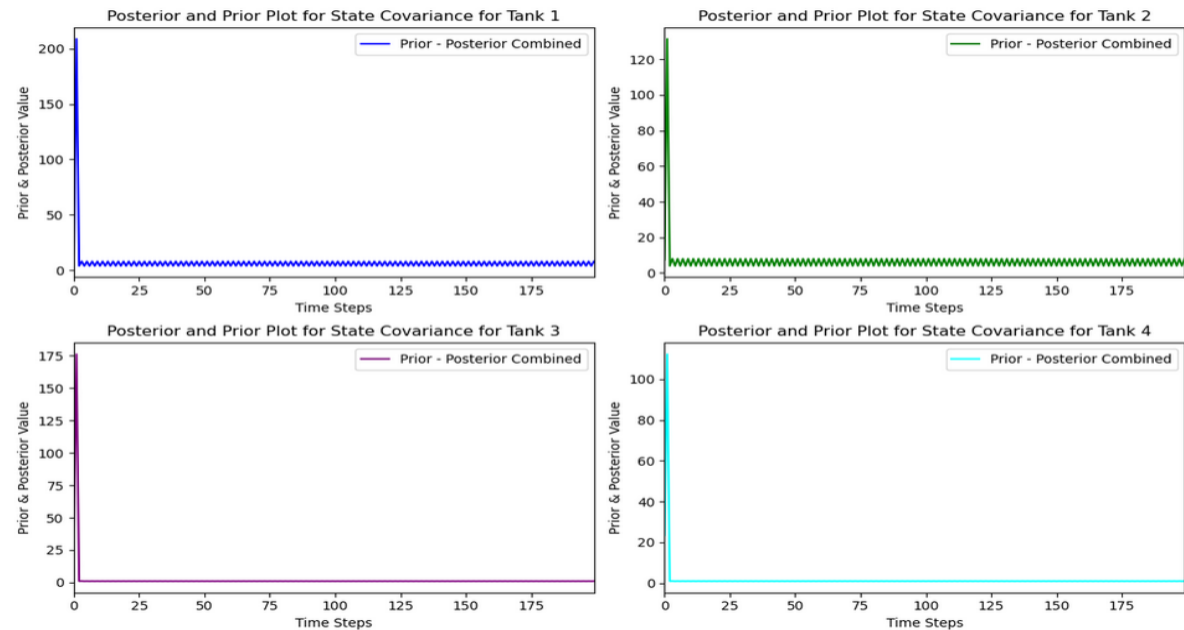 Posterior and Prior Plot for State Covariance for Tank 1
Prior - Posterior Combined
Prior & Posterior Value
200
150
100
50
0
0 25 50 75 100 125 150 175
Time Steps
Posterior and Prior Plot for State Covariance for Tank 2
Prior - Posterior Combined
Prior & Posterior Value
120
100
80
60
40
20
0
0 25 50 75 100 125 150 175
Time Steps
Posterior and Prior Plot for State Covariance for Tank 3
Prior - Posterior Combined
Prior & Posterior Value
175
150
125
100
75
50
25
0
0 25 50 75 100 125 150 175
Time Steps
Posterior and Prior Plot for State Covariance for Tank 4
Prior - Posterior Combined
Prior & Posterior Value
100
80
60
40
20
0
0 25 50 75 100 125 150 175
Time Steps